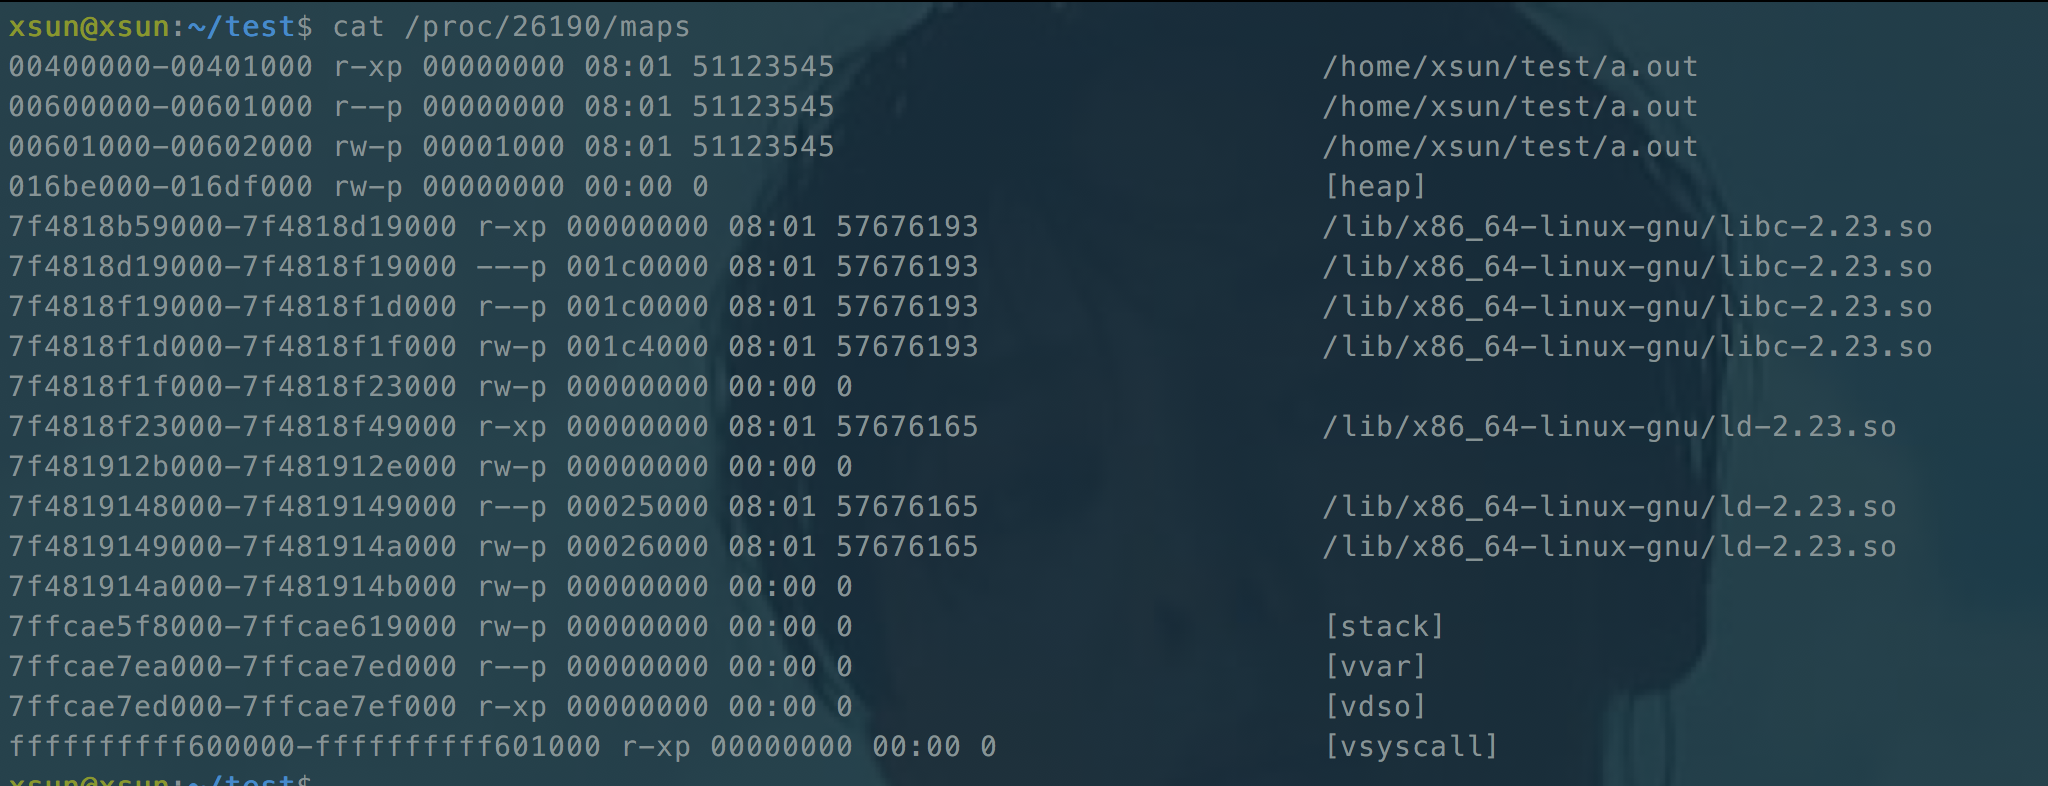 xsun@xsun:~/test$ cat /proc/26190/maps
00400000-00401000 r-xp 00000000 08:01 51123545 /home/xsun/test/a.out
00600000-00601000 r--p 00000000 08:01 51123545 /home/xsun/test/a.out
00601000-00602000 rw-p 00001000 08:01 51123545 /home/xsun/test/a.out
016be000-016df000 rw-p 00000000 00:00 0 [heap]
7f4818b59000-7f4818d19000 r-xp 00000000 08:01 57676193 /lib/x86_64-linux-gnu/libc-2.23.so
7f4818d19000-7f4818f19000 ---p 001c0000 08:01 57676193 /lib/x86_64-linux-gnu/libc-2.23.so
7f4818f19000-7f4818f1d000 r--p 001c0000 08:01 57676193 /lib/x86_64-linux-gnu/libc-2.23.so
7f4818f1d000-7f4818f1f000 rw-p 001c4000 08:01 57676193 /lib/x86_64-linux-gnu/libc-2.23.so
7f4818f1f000-7f4818f23000 rw-p 00000000 00:00 0
7f4818f23000-7f4818f49000 r-xp 00000000 08:01 57676165 /lib/x86_64-linux-gnu/ld-2.23.so
7f481912b000-7f481912e000 rw-p 00000000 00:00 0
7f4819148000-7f4819149000 r--p 00025000 08:01 57676165 /lib/x86_64-linux-gnu/ld-2.23.so
7f4819149000-7f481914a000 rw-p 00026000 08:01 57676165 /lib/x86_64-linux-gnu/ld-2.23.so
7f481914a000-7f481914b000 rw-p 00000000 00:00 0
7ffcae5f8000-7ffcae619000 rw-p 00000000 00:00 0 [stack]
7ffcae7ea000-7ffcae7ed000 r--p 00000000 00:00 0 [vvar]
7ffcae7ed000-7ffcae7ef000 r-xp 00000000 00:00 0 [vdso]
ffffffffff600000-ffffffffff601000 r-xp 00000000 00:00 0 [vsyscall]
xsun@xsun:~/test$